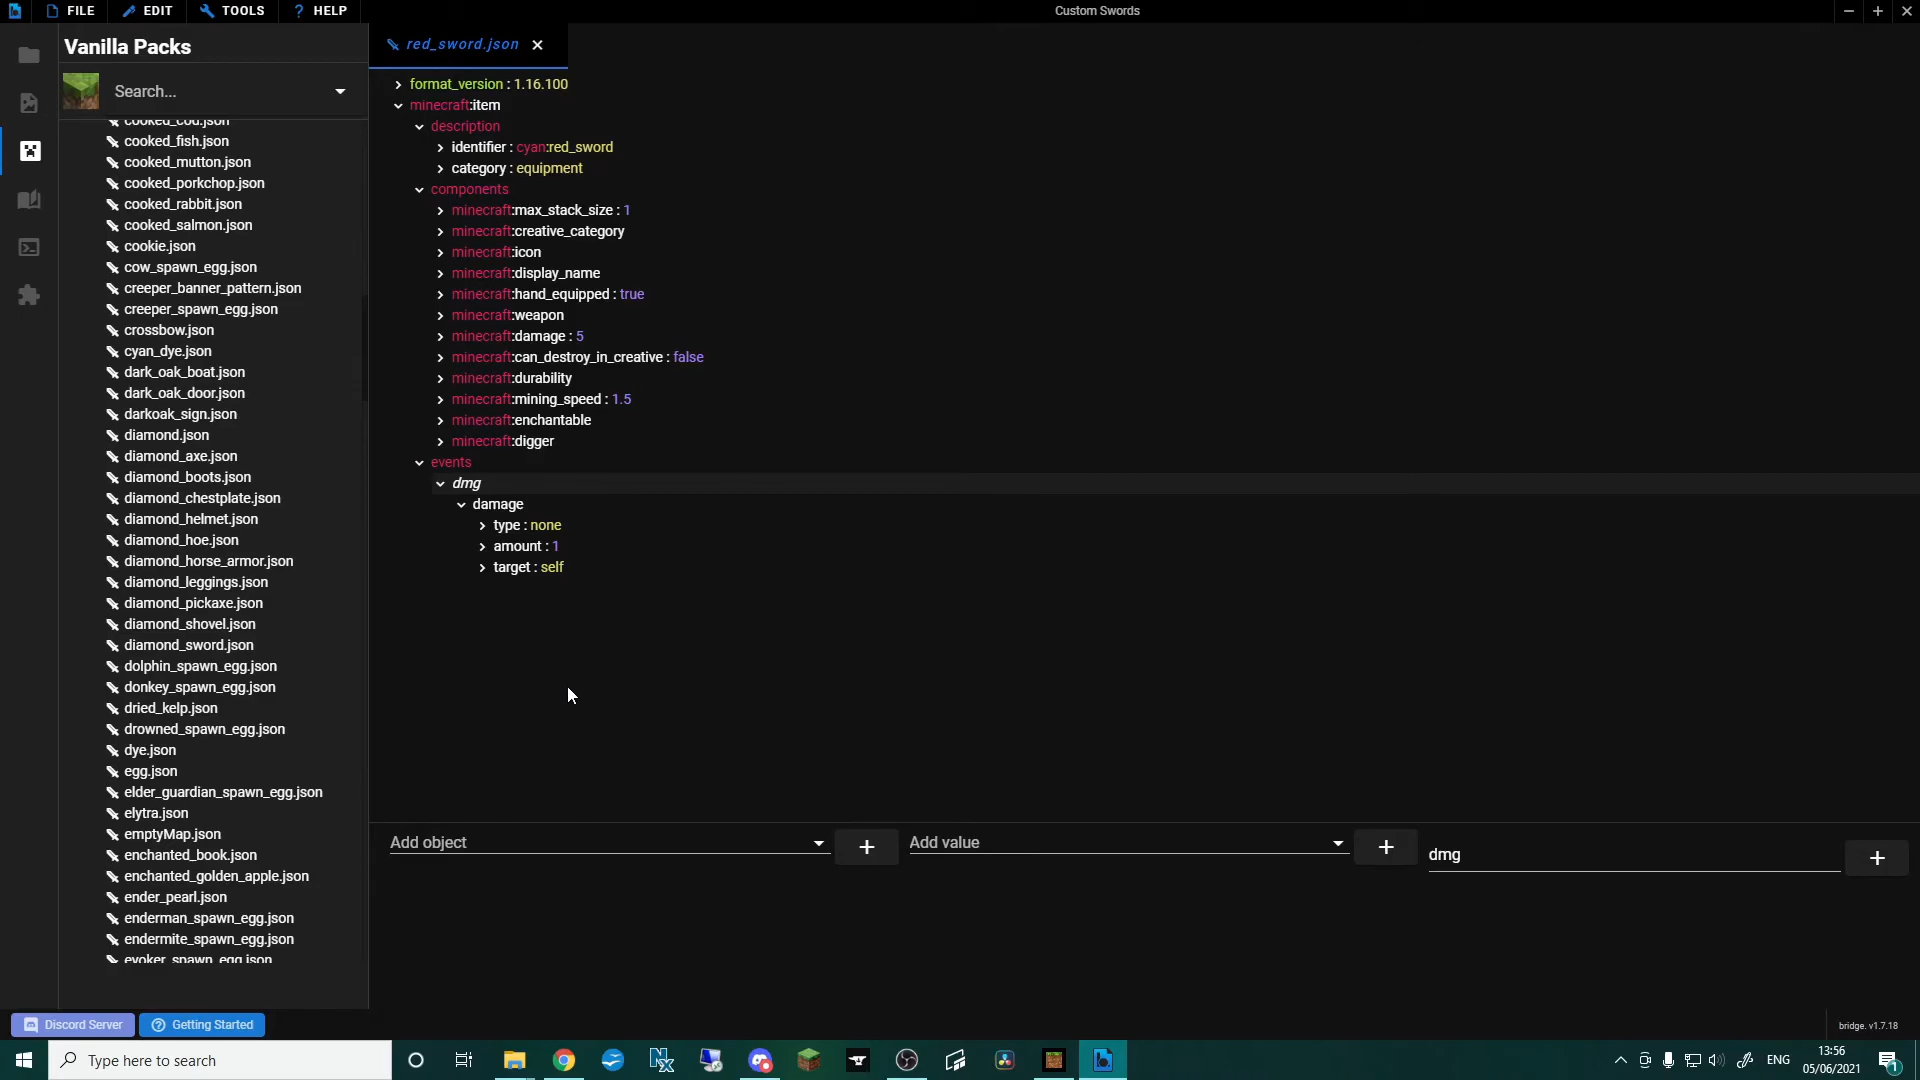 FILE EDIT TOOLS ? HELP Custom Swords
Vanilla Packs
Search...
cooked_cod.json
cooked_fish.json
cooked_mutton.json
cooked_porkchop.json
cooked_rabbit.json
cooked_salmon.json
cookie.json
cow_spawn_egg.json
creeper_banner_pattern.json
creeper_spawn_egg.json
crossbow.json
cyan_dye.json
dark_oak_boat.json
dark_oak_door.json
darkoak_sign.json
diamond.json
diamond_axe.json
diamond_boots.json
diamond_chestplate.json
diamond_helmet.json
diamond_hoe.json
diamond_horse_armor.json
diamond_leggings.json
diamond_pickaxe.json
diamond_shovel.json
diamond_sword.json
dolphin_spawn_egg.json
donkey_spawn_egg.json
dried_kelp.json
drowned_spawn_egg.json
dye.json
egg.json
elder_guardian_spawn_egg.json
elytra.json
emptyMap.json
enchanted_book.json
enchanted_golden_apple.json
ender_pearl.json
enderman_spawn_egg.json
endermite_spawn_egg.json
evoker_spawn_egg.json
red_sword.json
format_version : 1.16.100
minecraft:item
description
identifier : cyan:red_sword
category : equipment
components
minecraft:max_stack_size : 1
minecraft:creative_category
minecraft:icon
minecraft:display_name
minecraft:hand_equipped : true
minecraft:weapon
minecraft:damage : 5
minecraft:can_destroy_in_creative : false
minecraft:durability
minecraft:mining_speed : 1.5
minecraft:enchantable
minecraft:digger
events
dmg
damage
type : none
amount : 1
target : self
Add object + Add value + dmg +
Discord Server Getting Started bridge. v1.7.18
Type here to search
ENG 13:56
05/06/2021
1